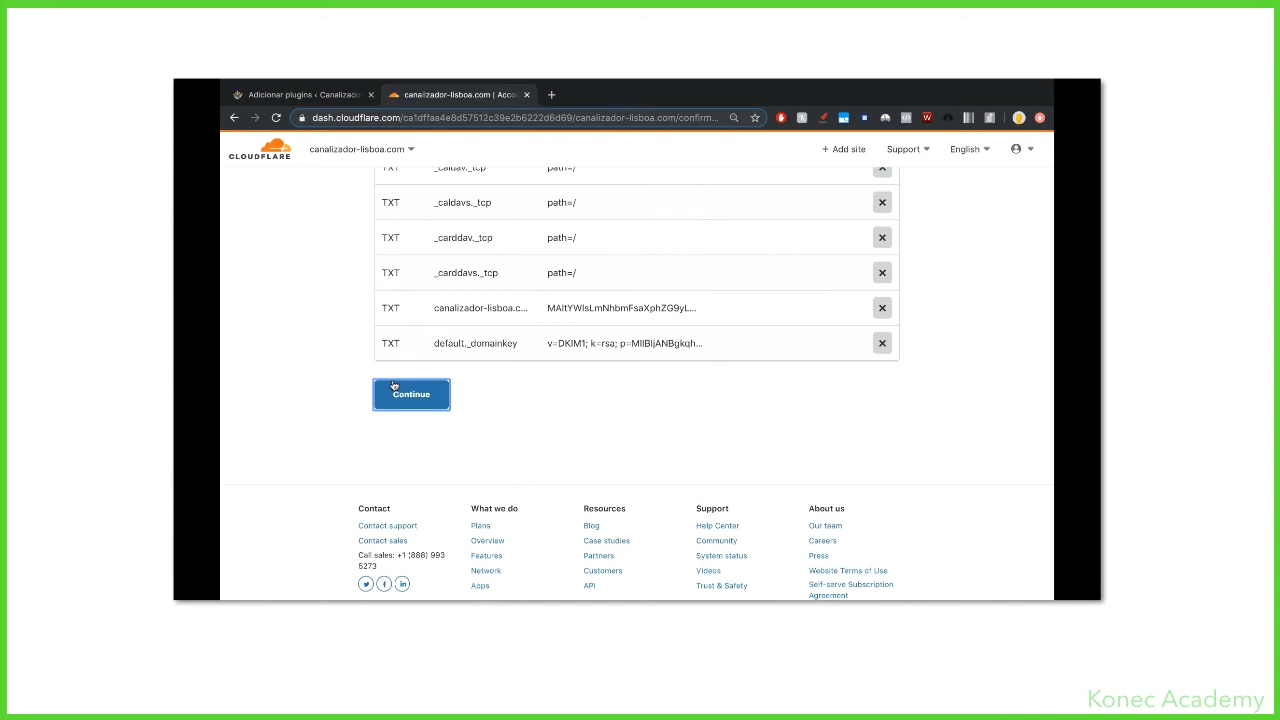 Adicionar plugins ‹ Canalizado
canalizador-lisboa.com | Acco
dash.cloudflare.com/ca1dffaa4e8d57512c39e2b6222d6d69/canalizador-lisboa.com/confirm...
CLOUDFLARE
canalizador-lisboa.com
+ Add site
Support
English
TXT _caldav._tcp path=/
TXT _caldavs._tcp path=/
TXT _carddav._tcp path=/
TXT _carddavs._tcp path=/
TXT canalizador-lisboa.c... MAltYWlsLmNhbmFsaXphZG9yL...
TXT default._domainkey v=DKIM1; k=rsa; p=MIIBIjANBgkqh...
Continue
Contact
Contact support
Contact sales
Call sales: +1 (888) 993
5273
What we do
Plans
Overview
Features
Network
Apps
Resources
Blog
Case studies
Partners
Customers
API
Support
Help Center
Community
System status
Videos
Trust & Safety
About us
Our team
Careers
Press
Website Terms of Use
Self-serve Subscription
Agreement
Konec Academy